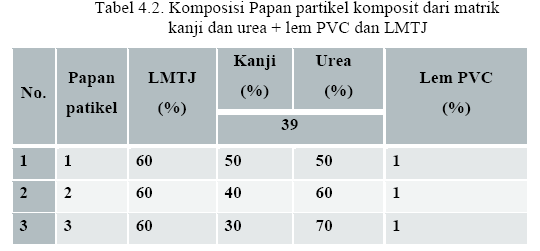 Tabel 4.2. Komposisi Papan partikel komposit dari matrik
kanji dan urea + lem PVC dan LMTJ
No. Papan patikel LMTJ (%) Kanji (%) Urea (%) Lem PVC (%)
39
1 1 60 50 50 1
2 2 60 40 60 1
3 3 60 30 70 1